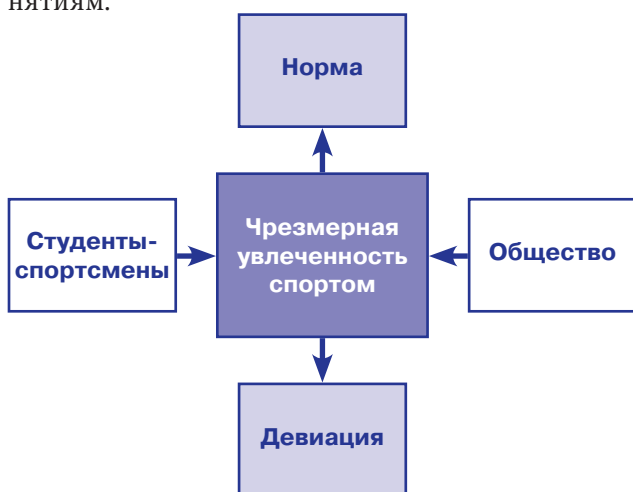 нятиям.
Норма
Студенты-
спортсмены
Чрезмерная
увлеченность
спортом
Общество
Девиация